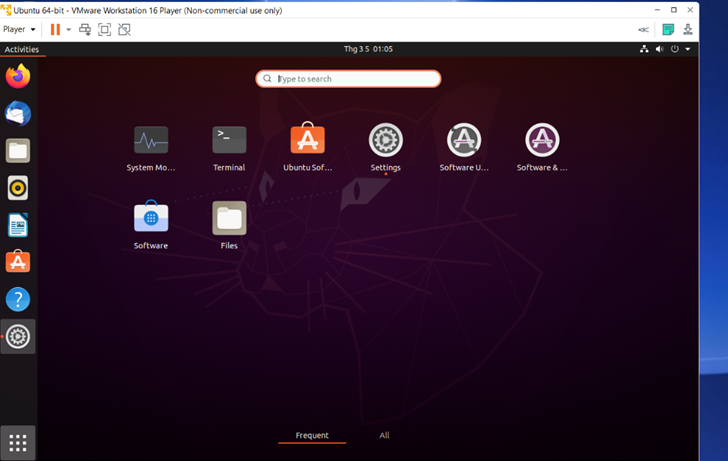 Ubuntu 64-bit - VMware Workstation 16 Player (Non-commercial use only)
Player
Activities
Thg 3 5 01:05
Type to search
System Mo...
Terminal
Ubuntu Sof...
Settings
Software U...
Software & ...
Software
Files
Frequent
All